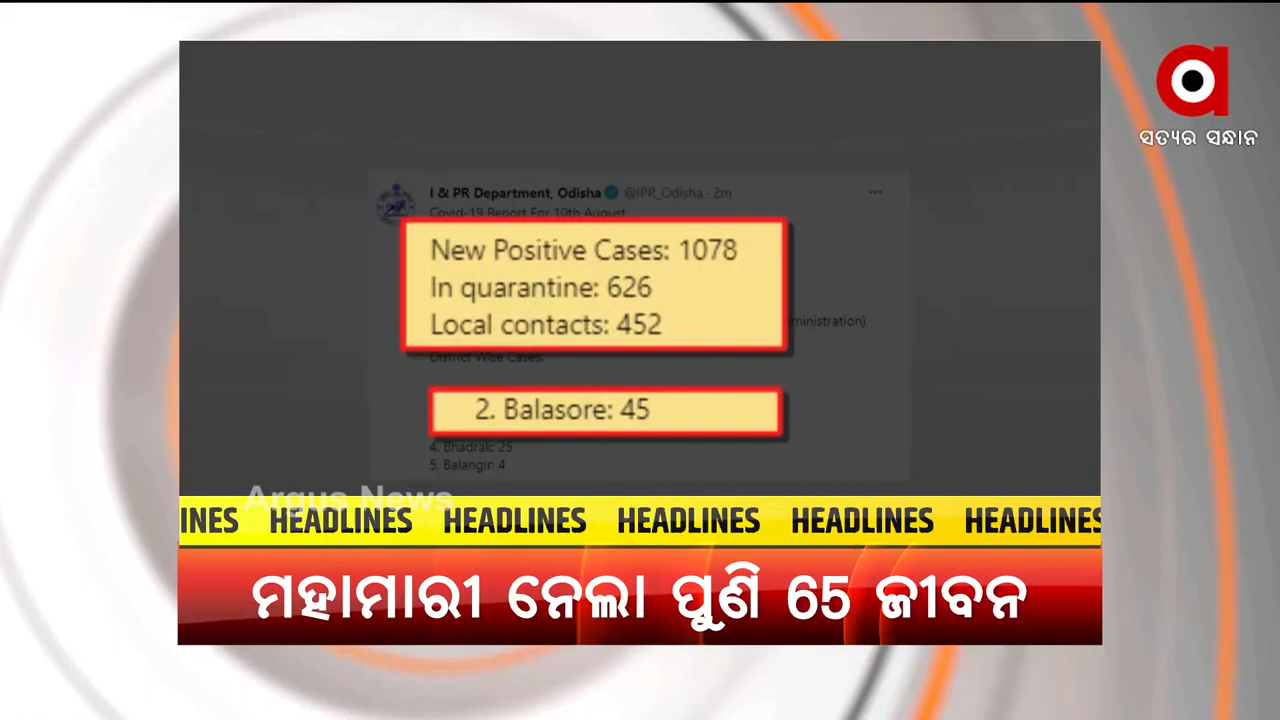 ସତ୍ୟର ସନ୍ଧାନ
I & PR Department, Odisha @IPR_Odisha · 2m
Covid-19 Report For 10th August
New Positive Cases: 1078
In quarantine: 626
Local contacts: 452
ministration)
District Wise Cases:
2. Balasore: 45
4. Bhadrak: 25
5. Balangir: 4
Argus News
INES HEADLINES HEADLINES HEADLINES HEADLINES HEADLINES
ମହାମାରୀ ନେଲା ପୁଣି 65 ଜୀବନ